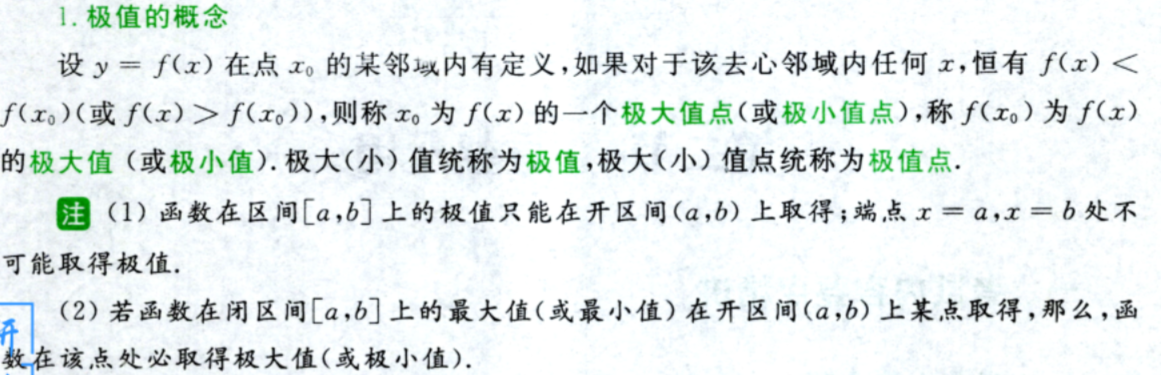 1. 极值的概念
设 y = f(x) 在点 x₀ 的某邻域内有定义,如果对于该去心邻域内任何 x,恒有 f(x) <
f(x₀)(或 f(x) > f(x₀)),则称 x₀ 为 f(x) 的一个极大值点(或极小值点),称 f(x₀) 为 f(x)
的极大值 (或极小值). 极大(小) 值统称为极值,极大(小) 值点统称为极值点.
注 (1) 函数在区间[a,b] 上的极值只能在开区间(a,b) 上取得;端点 x = a,x = b 处不
可能取得极值.
(2) 若函数在闭区间[a,b] 上的最大值(或最小值) 在开区间(a,b) 上某点取得,那么,函
开
数在该点处必取得极大值(或极小值).